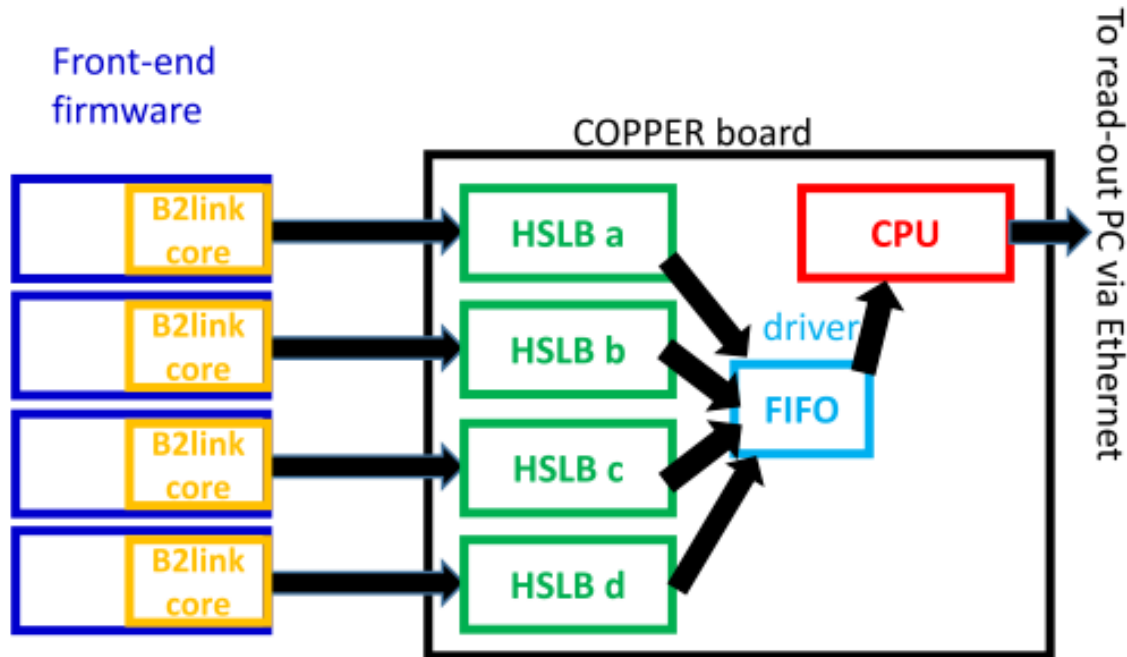 Front-end
firmware
COPPER board
B2link
core
B2link
core
B2link
core
B2link
core
HSLB a
HSLB b
HSLB c
HSLB d
driver
FIFO
CPU
To read-out PC via Ethernet